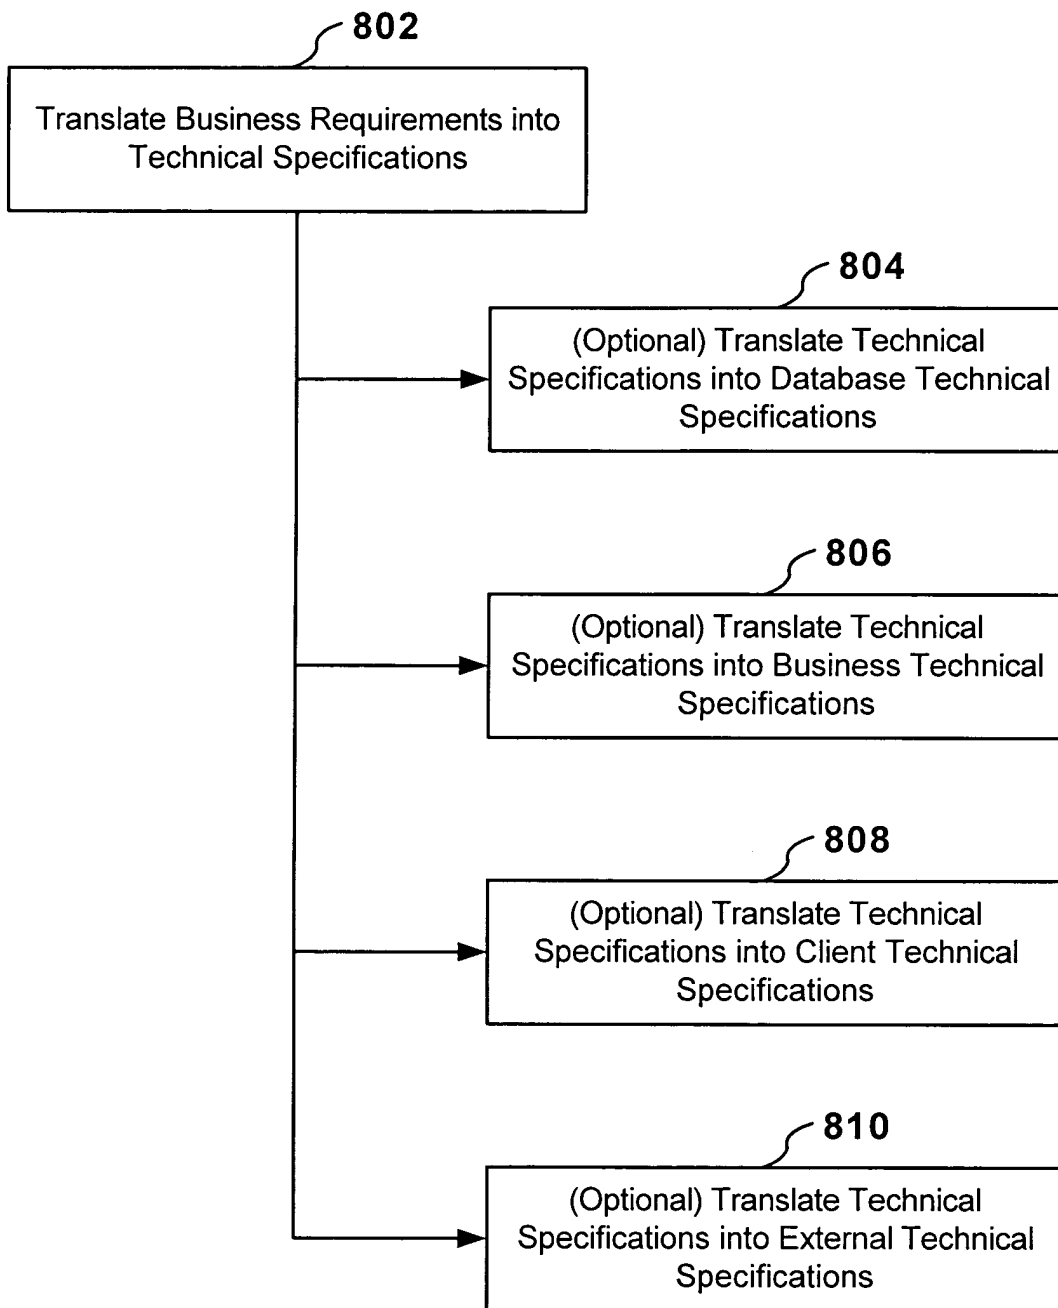 802
Translate Business Requirements into
Technical Specifications
804
(Optional) Translate Technical
Specifications into Database Technical
Specifications
806
(Optional) Translate Technical
Specifications into Business Technical
Specifications
808
(Optional) Translate Technical
Specifications into Client Technical
Specifications
810
(Optional) Translate Technical
Specifications into External Technical
Specifications